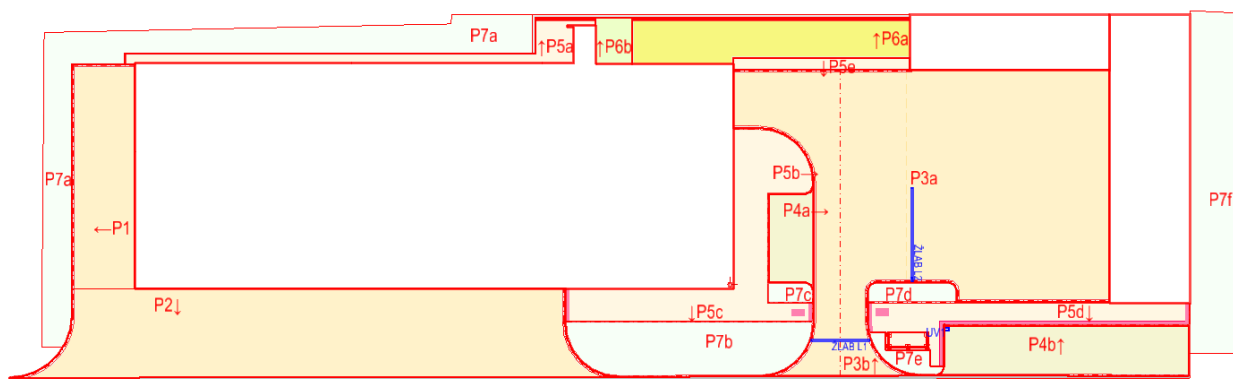 P7a
↑P5a
↑P6b
↑P6a
↓P5e
P7a
P5b→
P3a
P4a→
P7f
←P1
ŽLAB L2
P7c
P7d
P2↓
↓P5c
P5d↓
UV
P7b
ŽLAB L1
P7e
P4b↑
P3b↑